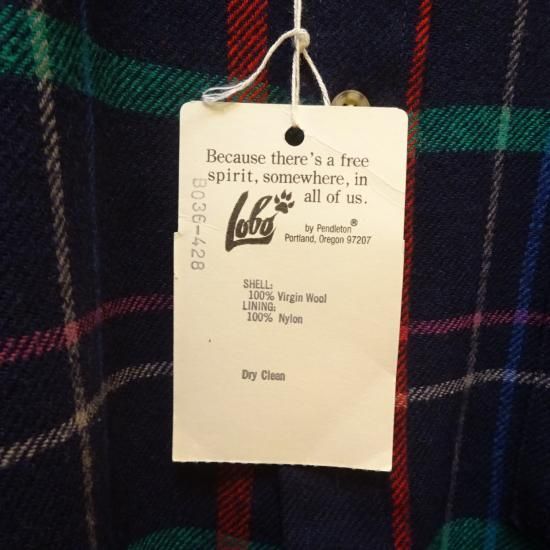 Because there's a free
spirit, somewhere, in
all of us.
Lobo
by Pendleton®
Portland, Oregon 97207
B036-428
SHELL:
100% Virgin Wool
LINING:
100% Nylon
Dry Clean